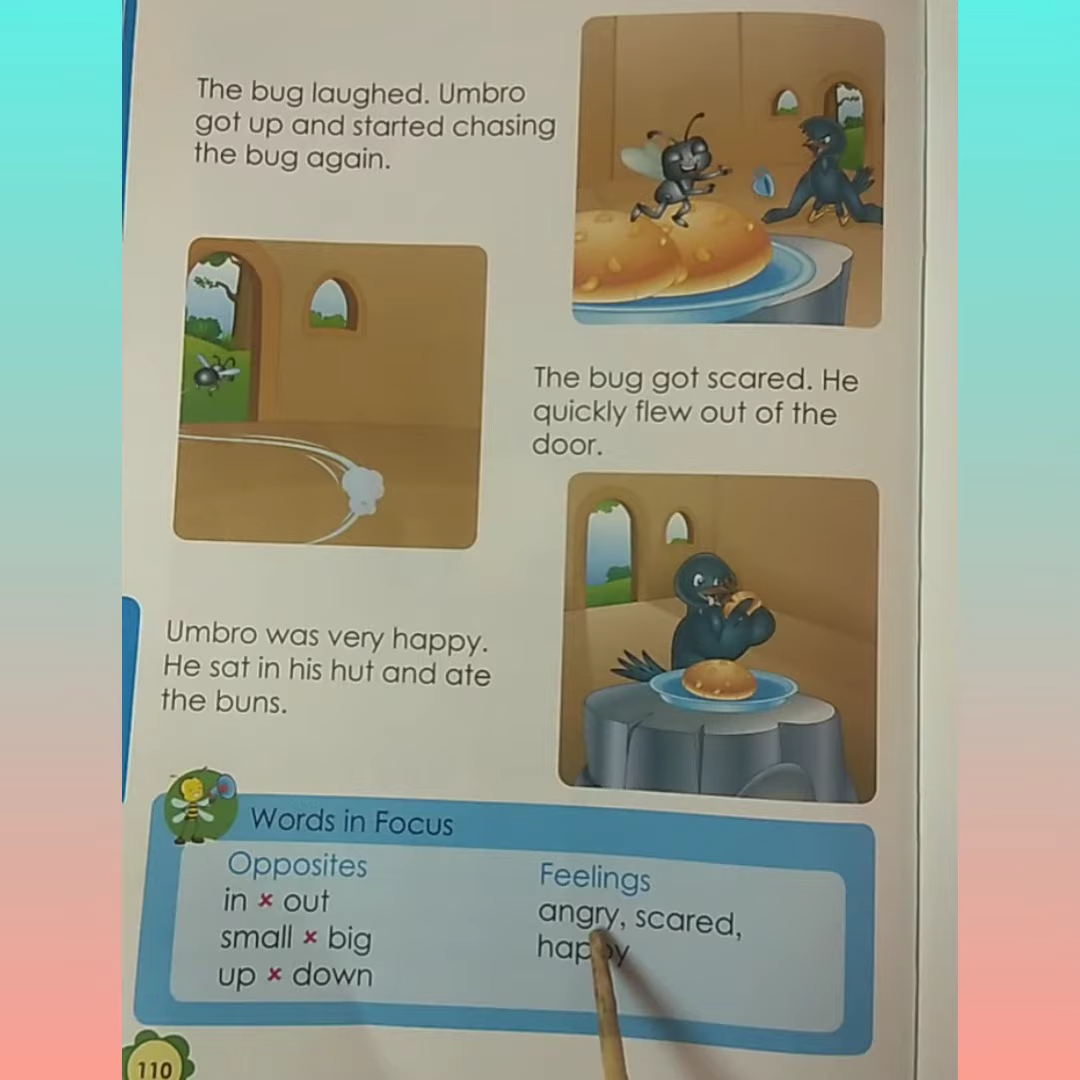 The bug laughed. Umbro
got up and started chasing
the bug again.
The bug got scared. He
quickly flew out of the
door.
Umbro was very happy.
He sat in his hut and ate
the buns.
Words in Focus
Opposites
in × out
small × big
up × down
Feelings
angry, scared,
happy
110